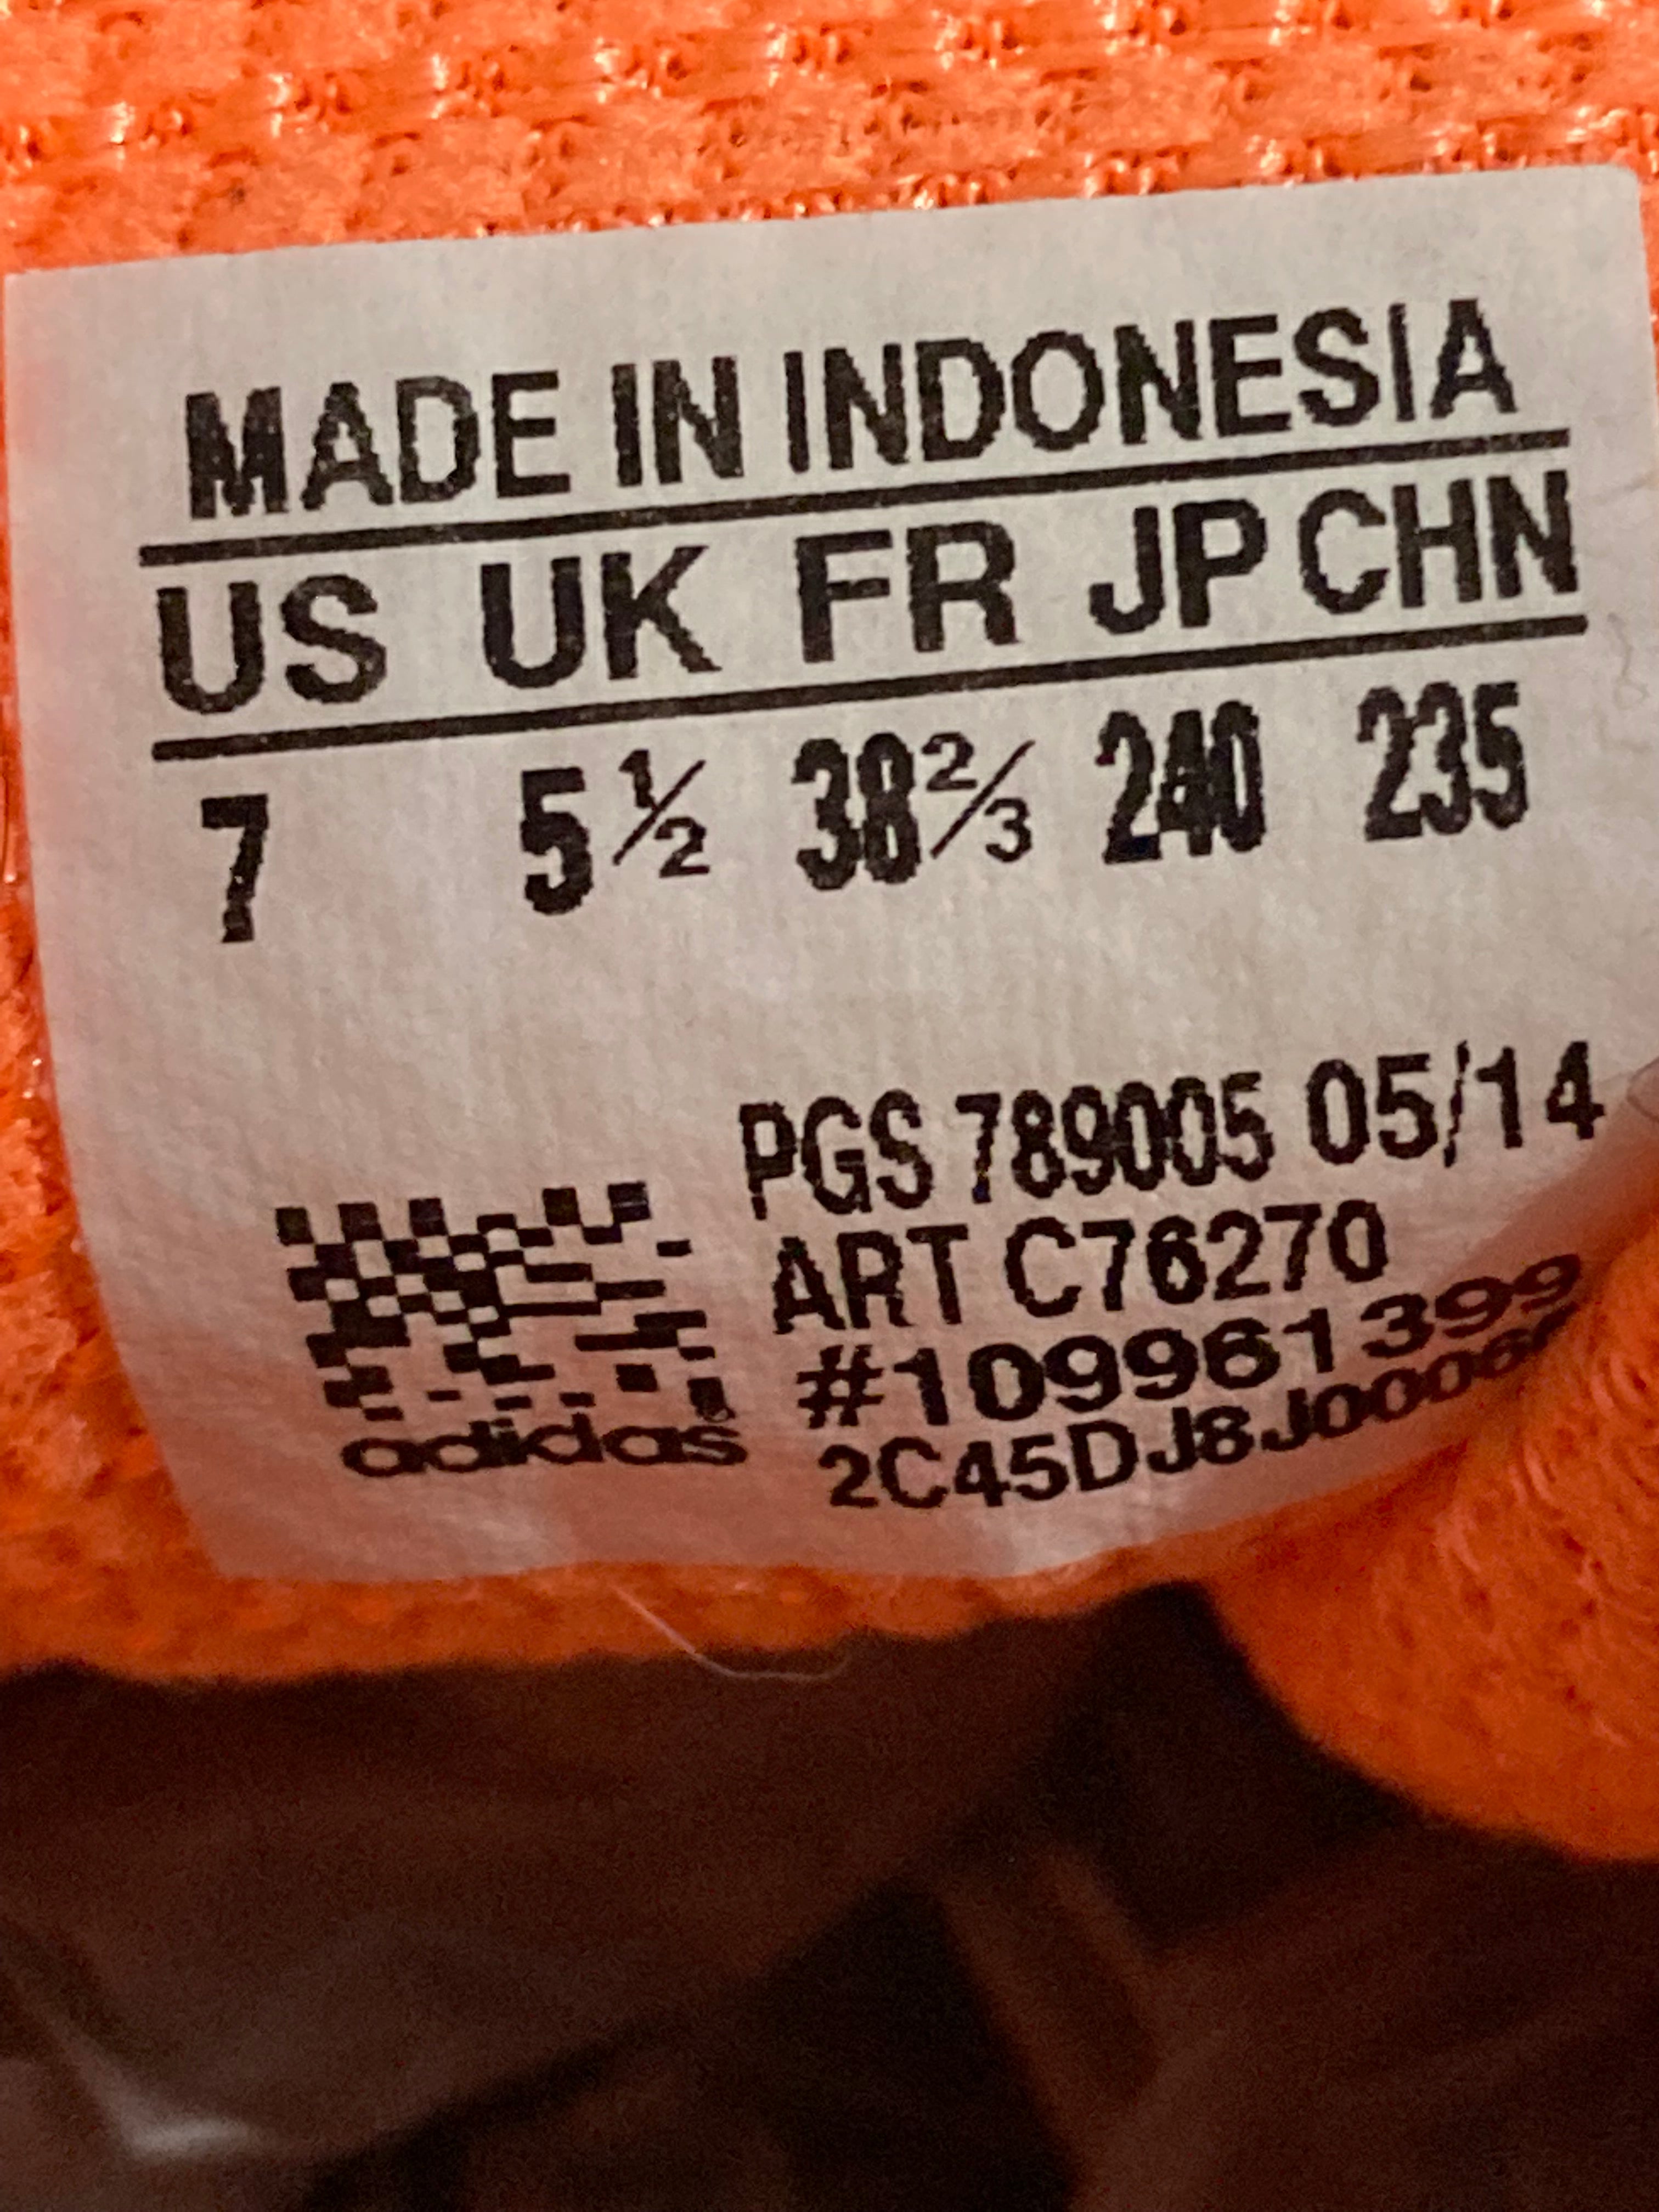 MADE IN INDONESIA
US UK FR JP CHN
7 5½ 38⅔ 240 235
PGS 789005 05/14
ART C76270
#109961399
adidas